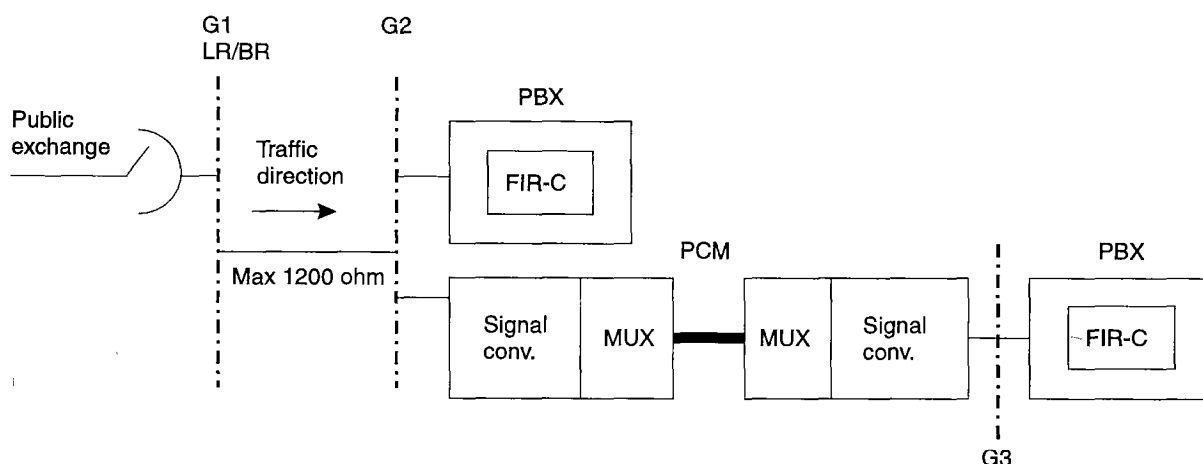 G1
LR/BR
G2
Public
exchange
Traffic
direction
PBX
FIR-C
Max 1200 ohm
PCM
PBX
Signal
conv.
MUX
MUX
Signal
conv.
FIR-C
G3